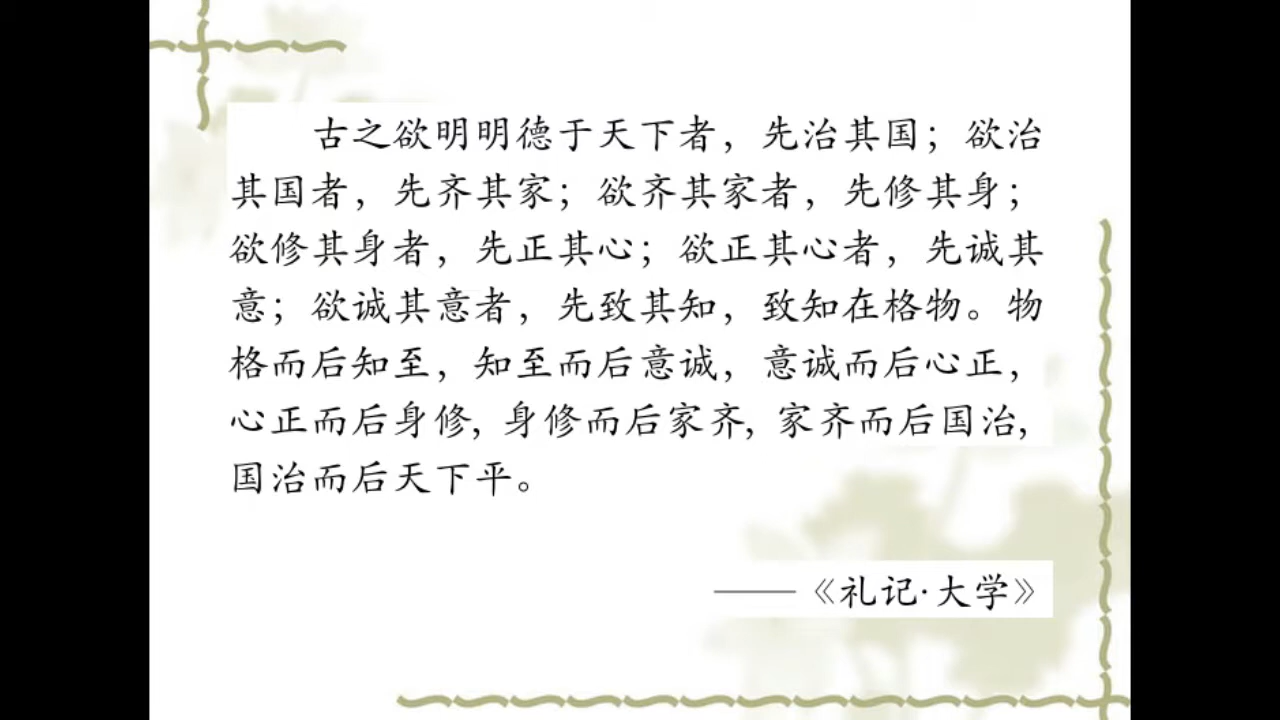 古之欲明明德于天下者，先治其国；欲治
其国者，先齐其家；欲齐其家者，先修其身；
欲修其身者，先正其心；欲正其心者，先诚其
意；欲诚其意者，先致其知，致知在格物。物
格而后知至，知至而后意诚，意诚而后心正，
心正而后身修, 身修而后家齐, 家齐而后国治,
国治而后天下平。
——《礼记·大学》